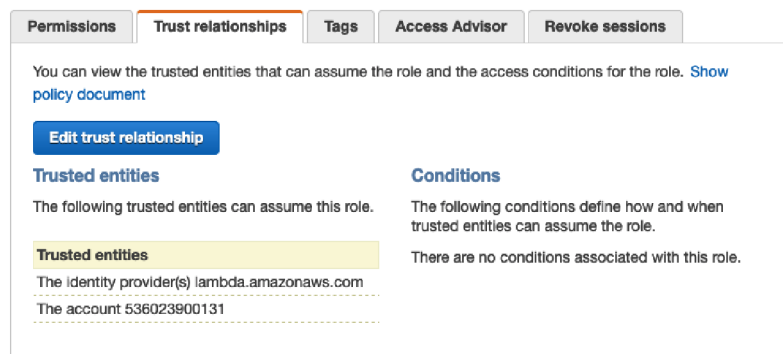 Permissions
Trust relationships
Tags
Access Advisor
Revoke sessions
You can view the trusted entities that can assume the role and the access conditions for the role. Show
policy document
Edit trust relationship
Trusted entities
The following trusted entities can assume this role.
Trusted entities
The identity provider(s) lambda.amazonaws.com
The account 536023900131
Conditions
The following conditions define how and when
trusted entities can assume the role.
There are no conditions associated with this role.